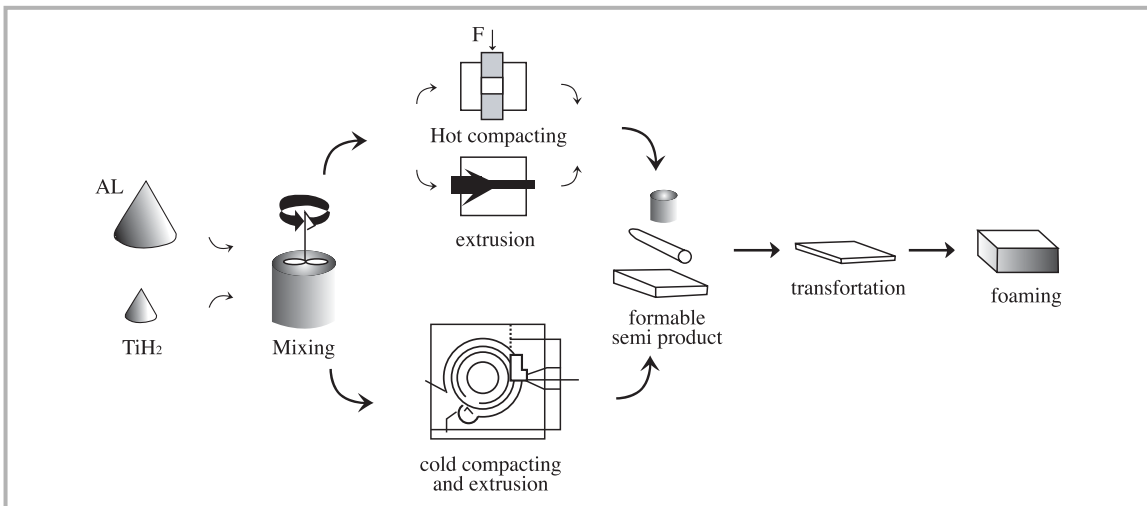 F
Hot compacting
AL
extrusion
TiH2
Mixing
formable
semi product
transfortation
foaming
cold compacting
and extrusion